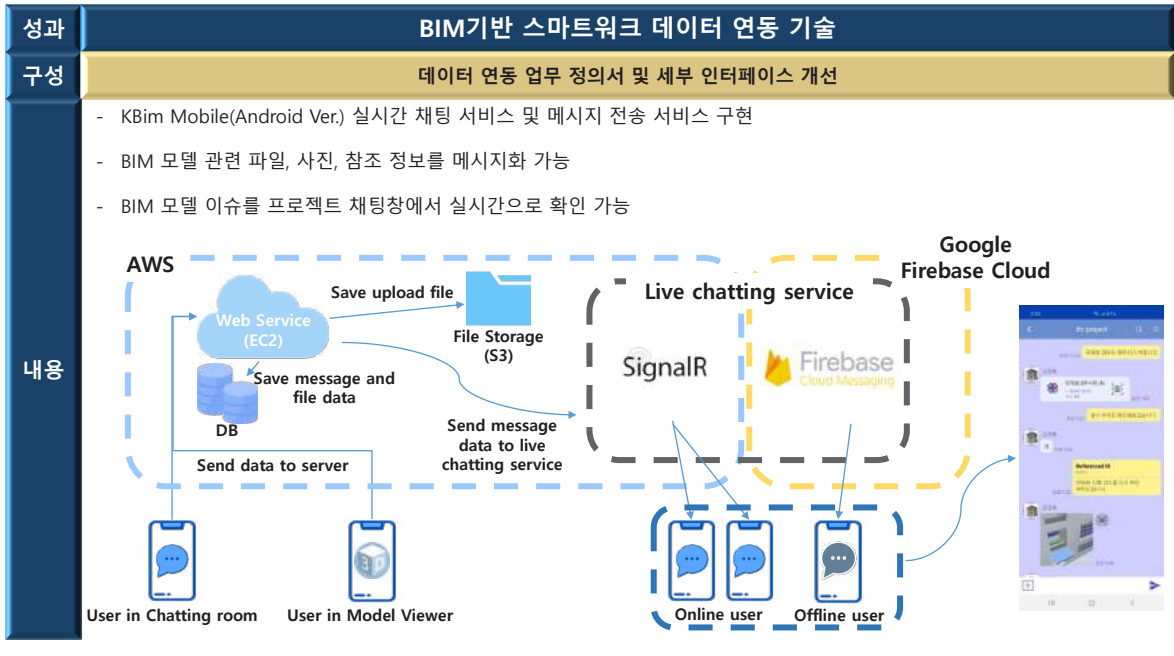 성과
BIM기반 스마트워크 데이터 연동 기술
구성
데이터 연동 업무 정의서 및 세부 인터페이스 개선
내용
- KBim Mobile(Android Ver.) 실시간 채팅 서비스 및 메시지 전송 서비스 구현
- BIM 모델 관련 파일, 사진, 참조 정보를 메시지화 가능
- BIM 모델 이슈를 프로젝트 채팅창에서 실시간으로 확인 가능
AWS
Google
Firebase Cloud
Web Service
(EC2)
Save upload file
File Storage
(S3)
Live chatting service
SignalR
Firebase
Cloud Messaging
Save message and
file data
DB
Send message
data to live
chatting service
Send data to server
3D
User in Chatting room
User in Model Viewer
Online user
Offline user